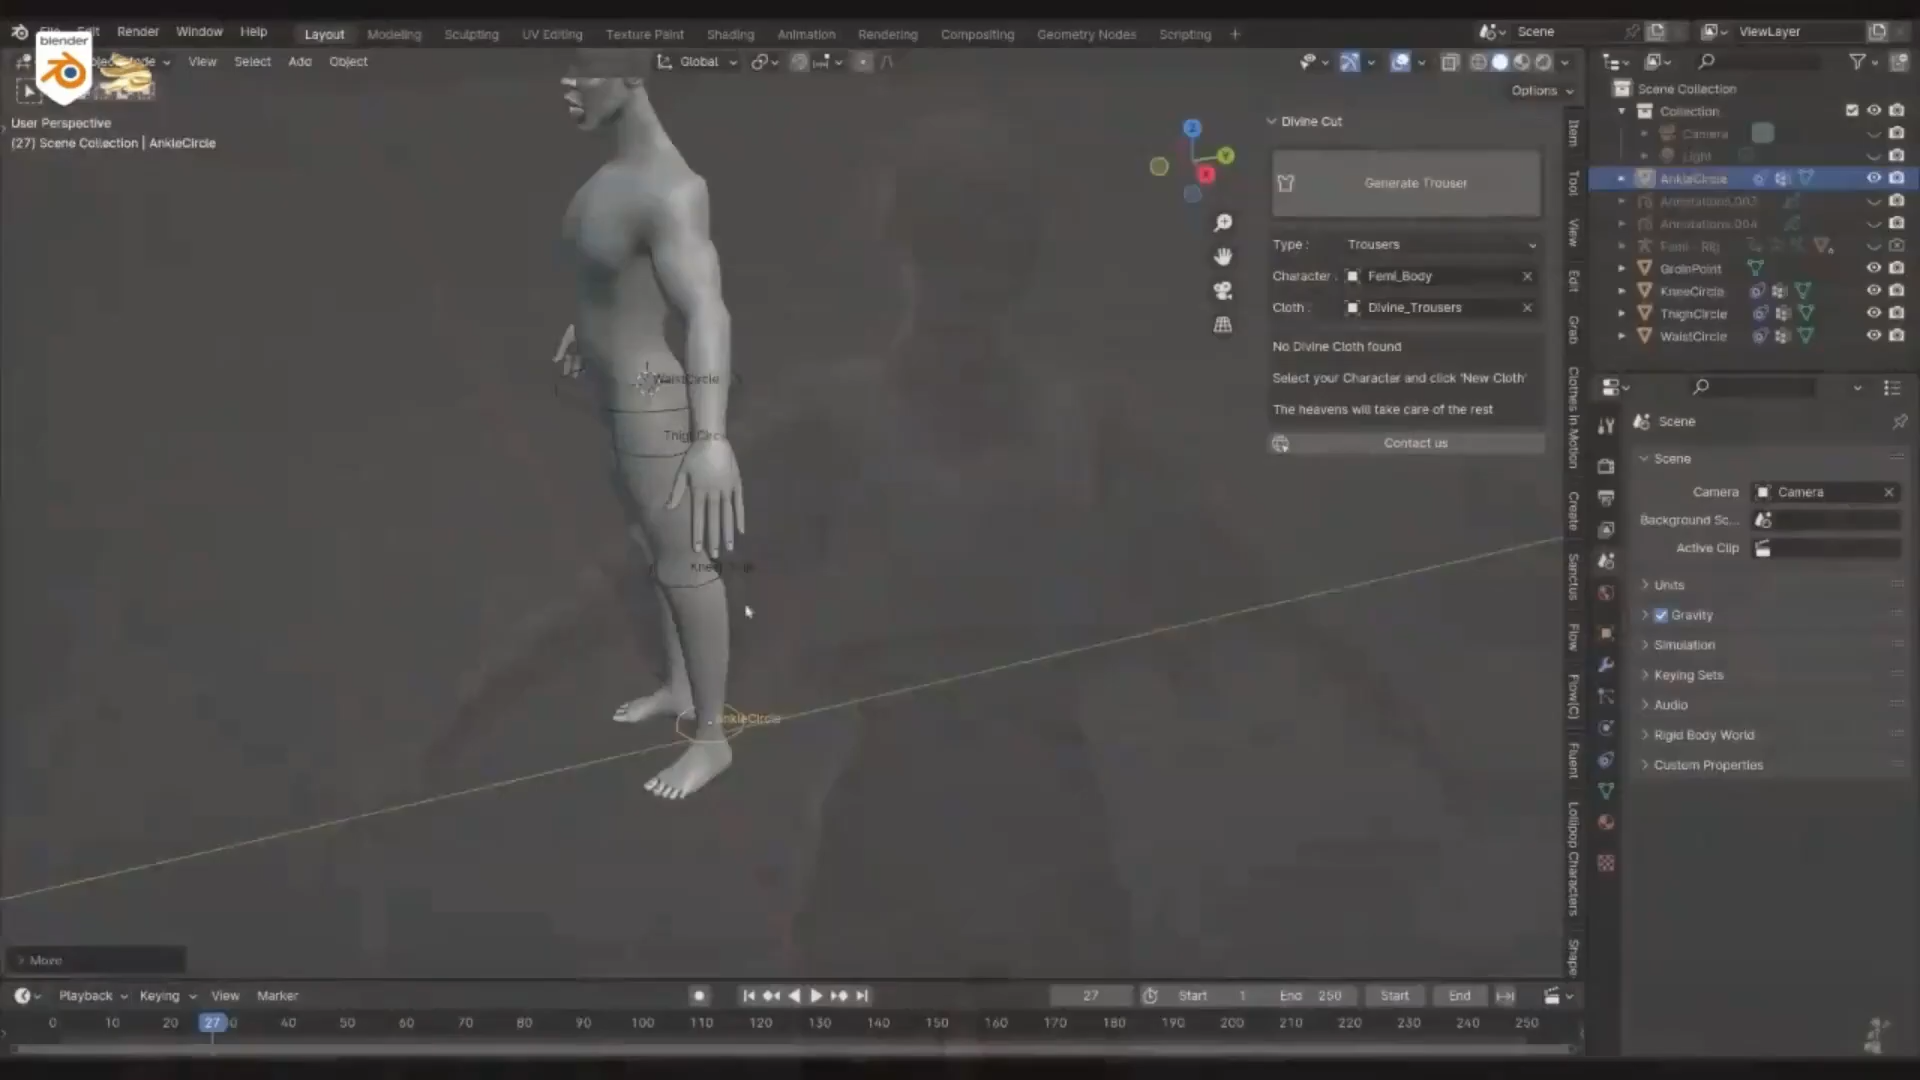 blender
File Edit Render Window Help
Layout Modeling Sculpting UV Editing Texture Paint Shading Animation Rendering Compositing Geometry Nodes Scripting +
Scene
ViewLayer
View Select Add Object
Global
Options
User Perspective
(27) Scene Collection | AnkleCircle
WaistCircle
AnkleCircle
Divine Cut
Generate Trouser
Type : Trousers
Character : Femi_Body
Cloth : Divine_Trousers
No Divine Cloth found
Select your Character and click 'New Cloth'
The heavens will take care of the rest
Contact us
Item
Tool
View
Edit
Grab
Clothes in Motion
Create
Sanctus
Flow
Flow(C)
Fluent
Lollipop Characters
Shape
Scene Collection
Collection
Camera
Light
AnkleCircle
Annotations.003
Annotations.004
GroinPoint
KneeCircle
ThighCircle
WaistCircle
Scene
Scene
Camera Camera
Background Sc...
Active Clip
Units
Gravity
Simulation
Keying Sets
Audio
Rigid Body World
Custom Properties
Move
Playback Keying View Marker
27 Start 1 End 250 Start End
0 10 20 27 40 50 60 70 80 90 100 110 120 130 140 150 160 170 180 190 200 210 220 230 240 250